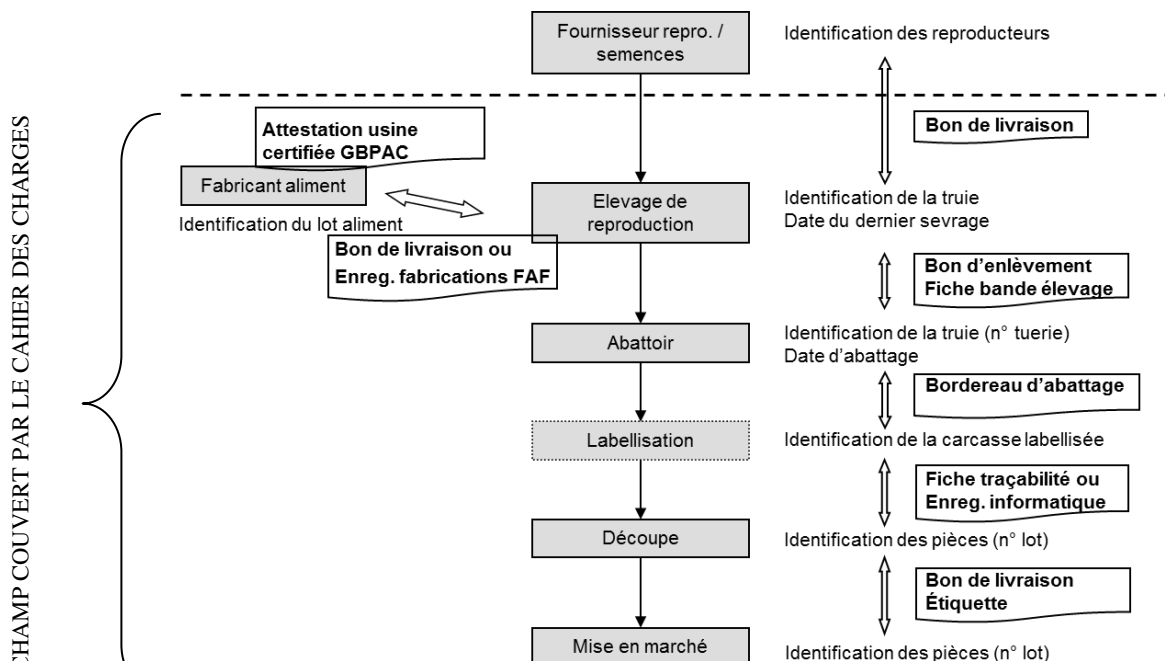 Fournisseur repro. /
semences
Identification des reproducteurs
CHAMP COUVERT PAR LE CAHIER DES CHARGES
Attestation usine
certifiée GBPAC
Bon de livraison
Fabricant aliment
Identification du lot aliment
Elevage de
reproduction
Identification de la truie
Date du dernier sevrage
Bon de livraison ou
Enreg. fabrications FAF
Bon d'enlèvement
Fiche bande élevage
Abattoir
Identification de la truie (n° tuerie)
Date d'abattage
Bordereau d'abattage
Labellisation
Identification de la carcasse labellisée
Fiche traçabilité ou
Enreg. informatique
Découpe
Identification des pièces (n° lot)
Bon de livraison
Étiquette
Mise en marché
Identification des pièces (n° lot)